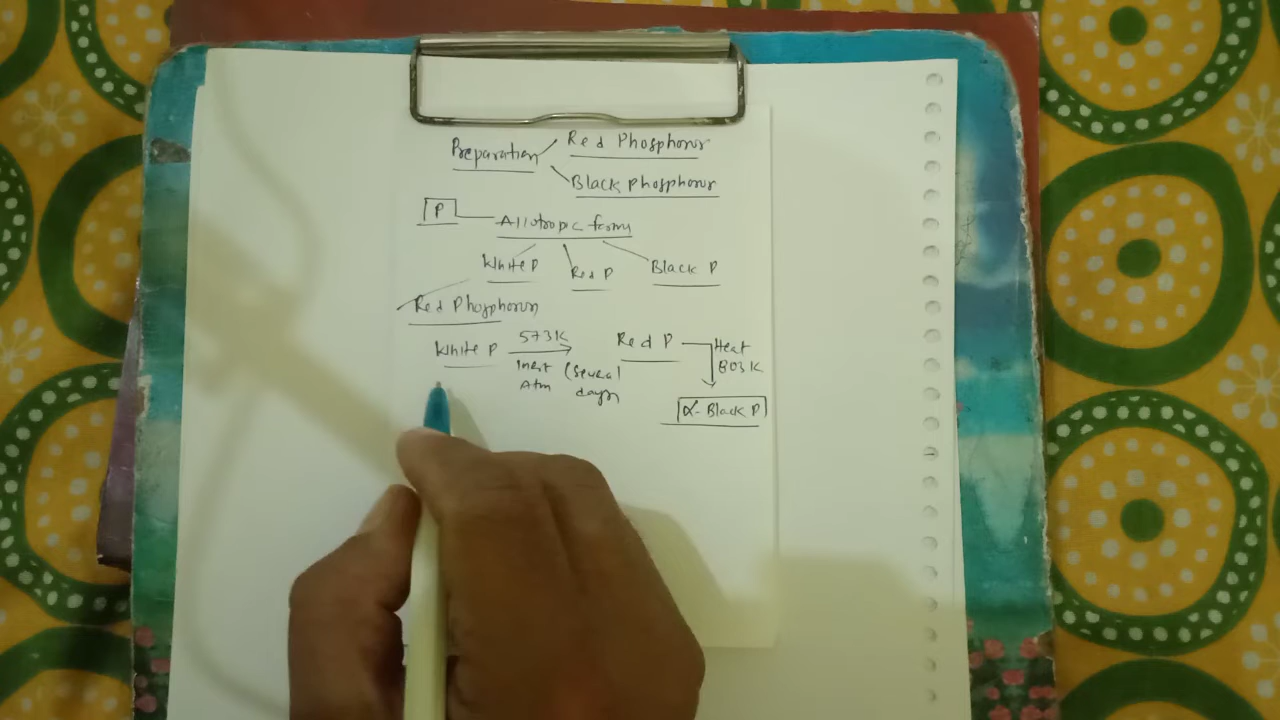 Preparation
Red Phosphorus
Black Phosphorus
P
Allotropic forms
White P
Red P
Black P
Red Phosphorus
White P
573K
Inert Atm
(Several days
Red P
Heat
803K
α-Black P